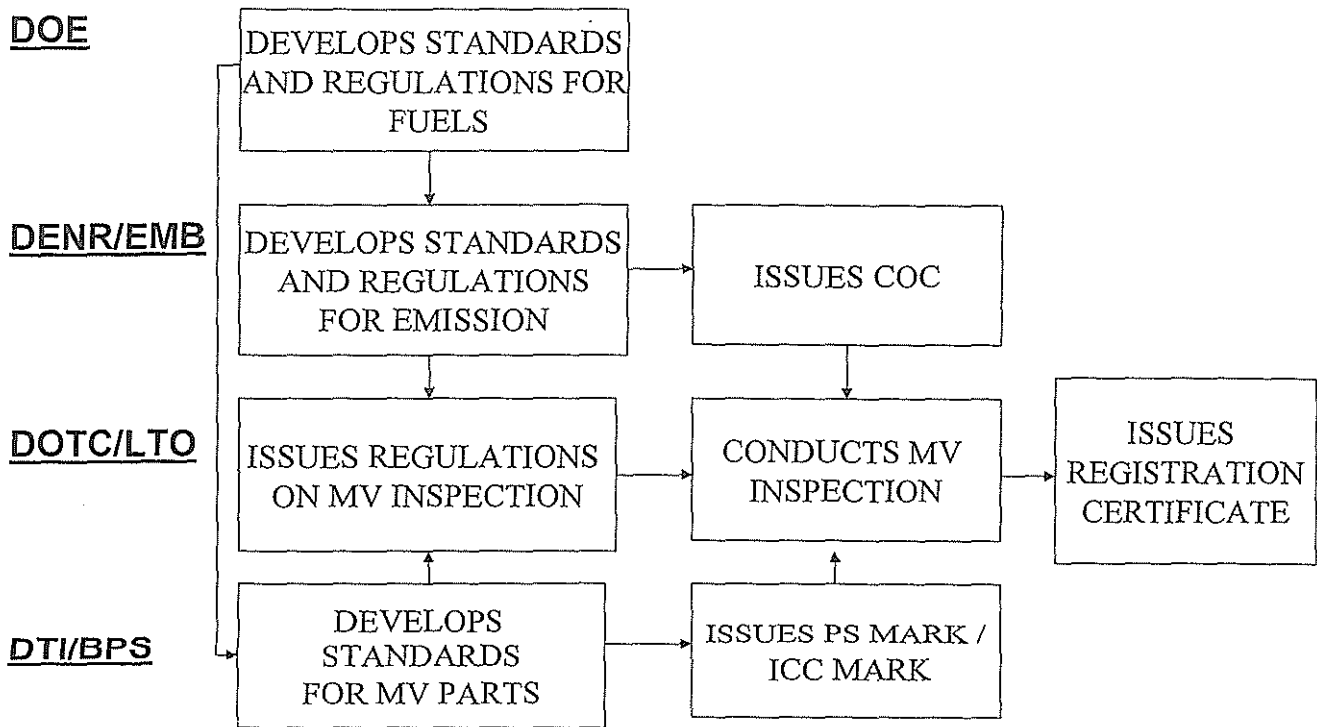 DOE
DEVELOPS STANDARDS
AND REGULATIONS FOR
FUELS
DENR/EMB
DEVELOPS STANDARDS
AND REGULATIONS
FOR EMISSION
ISSUES COC
DOTC/LTO
ISSUES REGULATIONS
ON MV INSPECTION
CONDUCTS MV
INSPECTION
ISSUES
REGISTRATION
CERTIFICATE
DTI/BPS
DEVELOPS
STANDARDS
FOR MV PARTS
ISSUES PS MARK /
ICC MARK